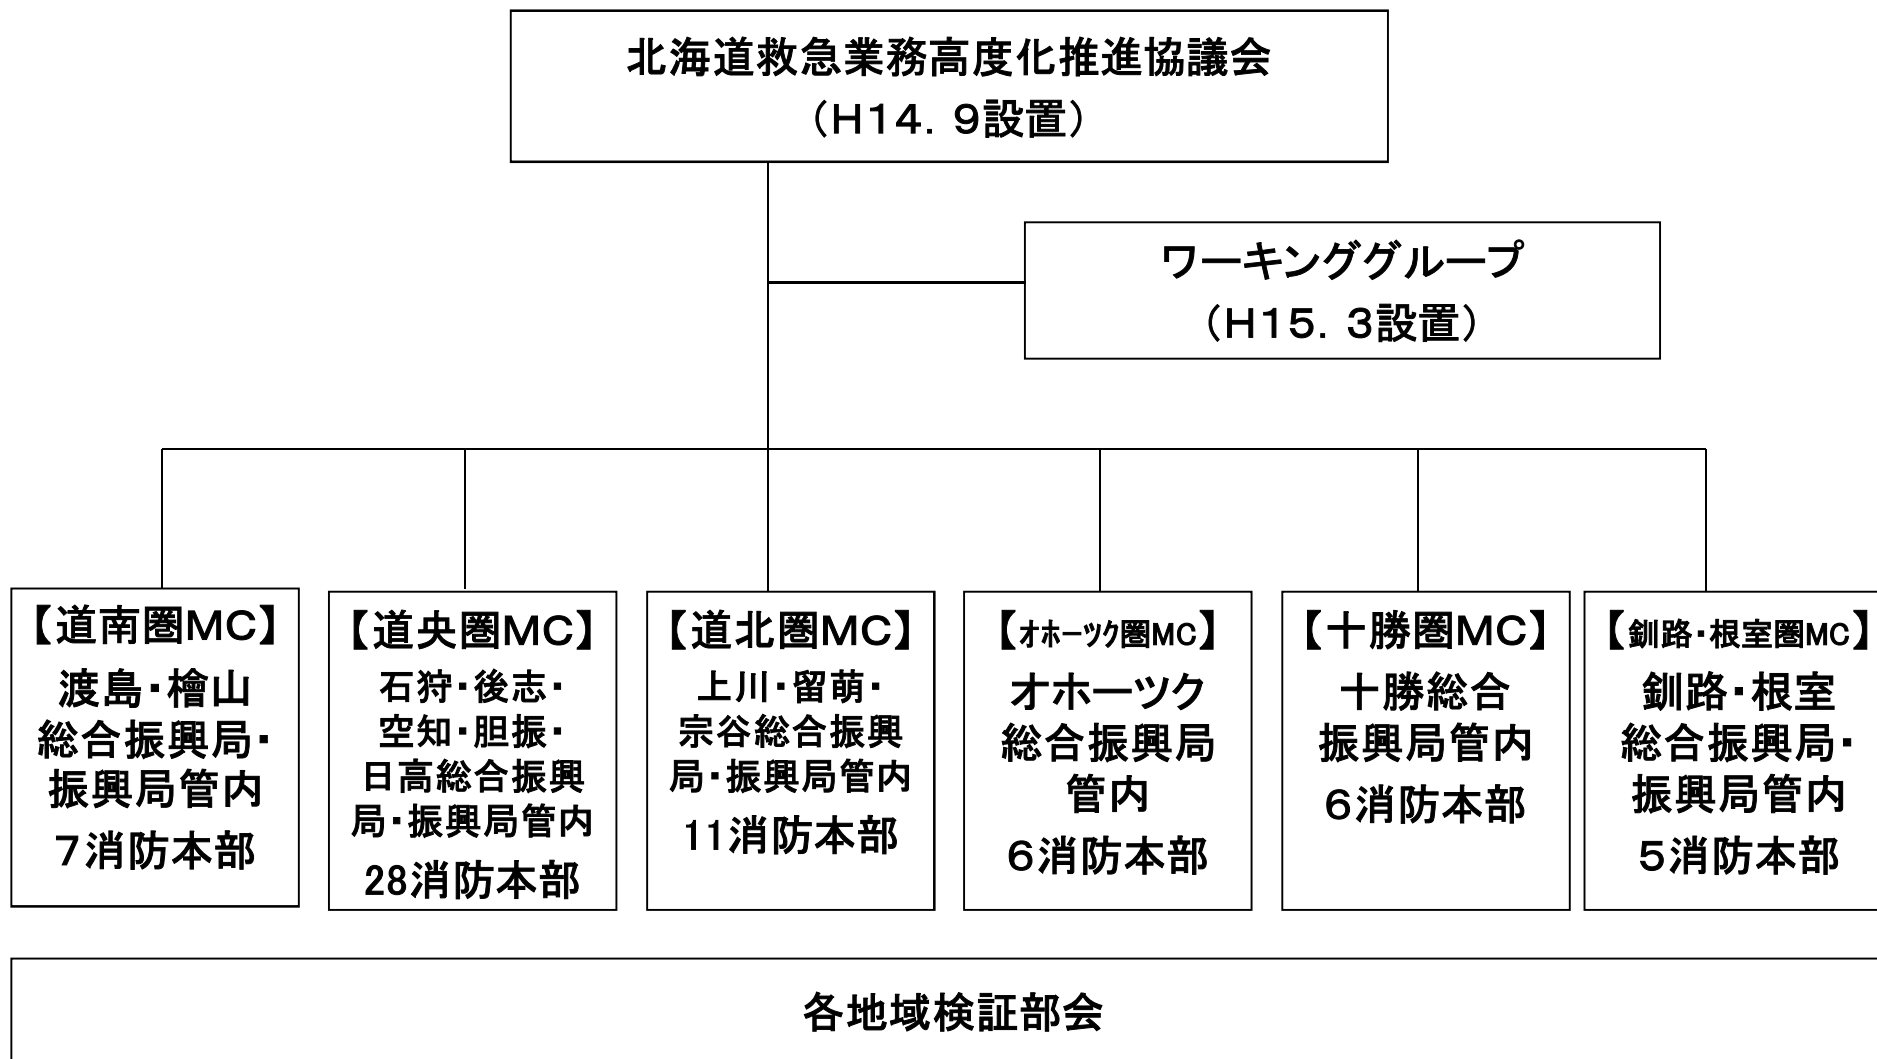 北海道救急業務高度化推進協議会
（H14．9設置）
ワーキンググループ
（H15．3設置）
【道南圏MC】
渡島・檜山
総合振興局・
振興局管内
7消防本部
【道央圏MC】
石狩・後志・
空知・胆振・
日高総合振興
局・振興局管内
28消防本部
【道北圏MC】
上川・留萌・
宗谷総合振興
局・振興局管内
11消防本部
【オホーツク圏MC】
オホーツク
総合振興局
管内
6消防本部
【十勝圏MC】
十勝総合
振興局管内
6消防本部
【釧路・根室圏MC】
釧路・根室
総合振興局・
振興局管内
5消防本部
各地域検証部会